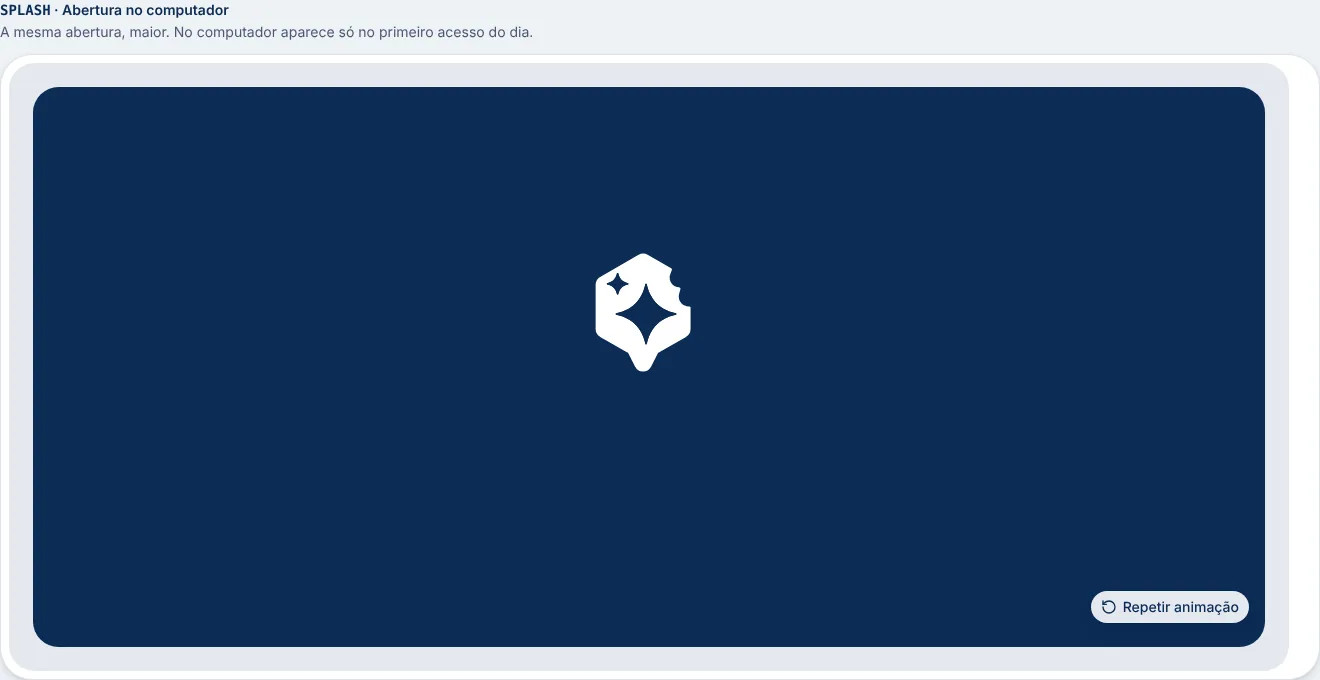 SPLASH · Abertura no computador
A mesma abertura, maior. No computador aparece só no primeiro acesso do dia.
Repetir animação